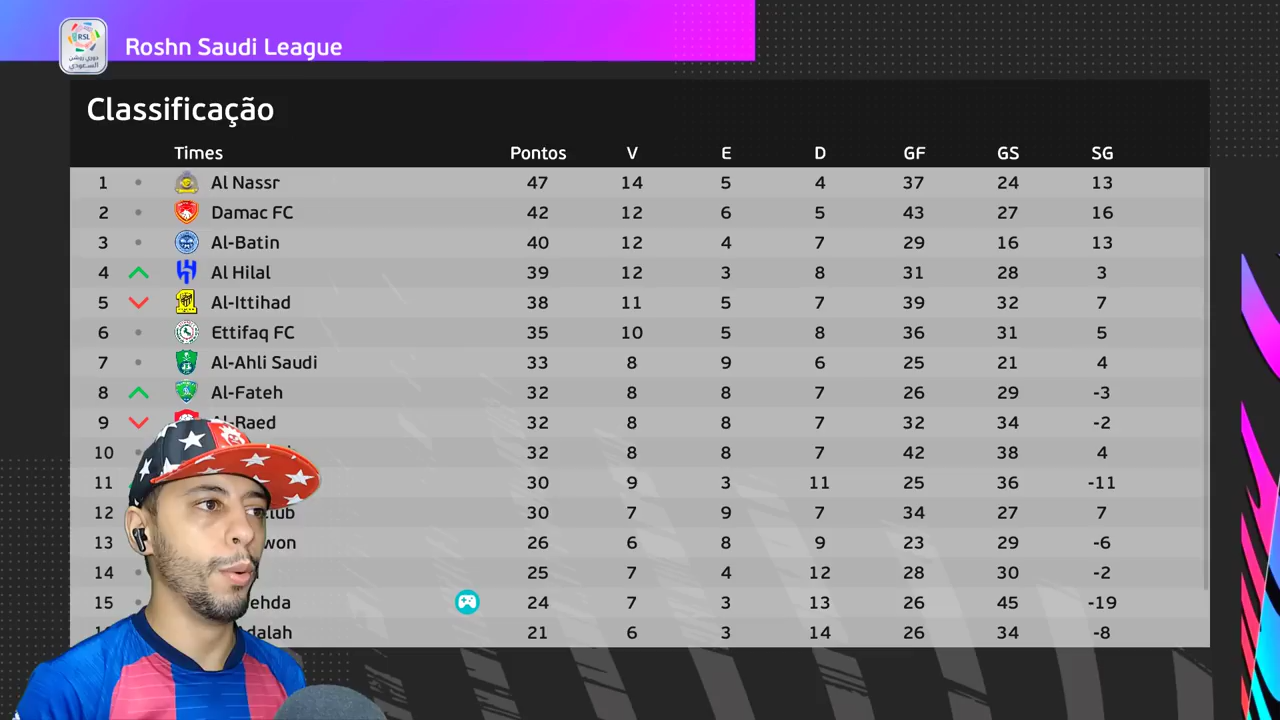 RSL
دوري روشن
السعودي
Roshn Saudi League
Classificação
Times Pontos V E D GF GS SG
1 Al Nassr 47 14 5 4 37 24 13
2 Damac FC 42 12 6 5 43 27 16
3 Al-Batin 40 12 4 7 29 16 13
4 Al Hilal 39 12 3 8 31 28 3
5 Al-Ittihad 38 11 5 7 39 32 7
6 Ettifaq FC 35 10 5 8 36 31 5
7 Al-Ahli Saudi 33 8 9 6 25 21 4
8 Al-Fateh 32 8 8 7 26 29 -3
9 Al-Raed 32 8 8 7 32 34 -2
10 32 8 8 7 42 38 4
11 30 9 3 11 25 36 -11
12 30 7 9 7 34 27 7
13 26 6 8 9 23 29 -6
14 25 7 4 12 28 30 -2
15 24 7 3 13 26 45 -19
21 6 3 14 26 34 -8